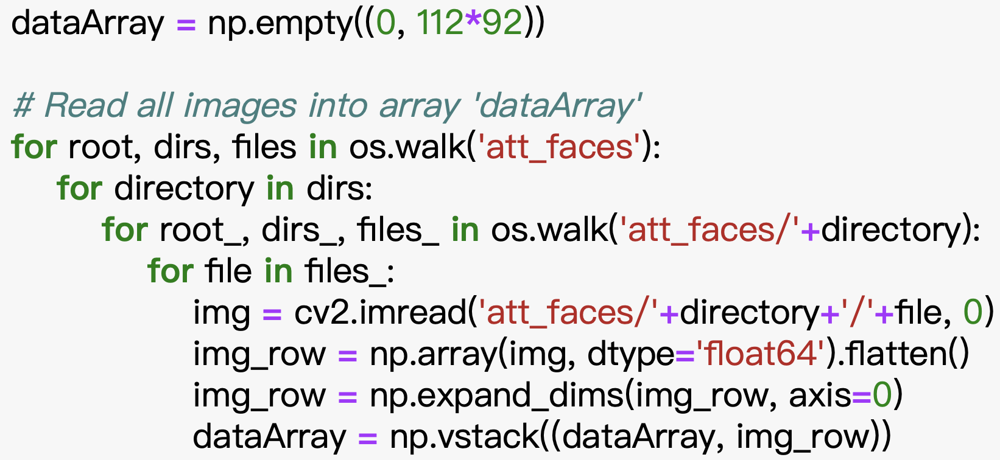 dataArray = np.empty((0, 112*92))

# Read all images into array 'dataArray'
for root, dirs, files in os.walk('att_faces'):
    for directory in dirs:
        for root_, dirs_, files_ in os.walk('att_faces/'+directory):
            for file in files_:
                img = cv2.imread('att_faces/'+directory+'/'+file, 0)
                img_row = np.array(img, dtype='float64').flatten()
                img_row = np.expand_dims(img_row, axis=0)
                dataArray = np.vstack((dataArray, img_row))